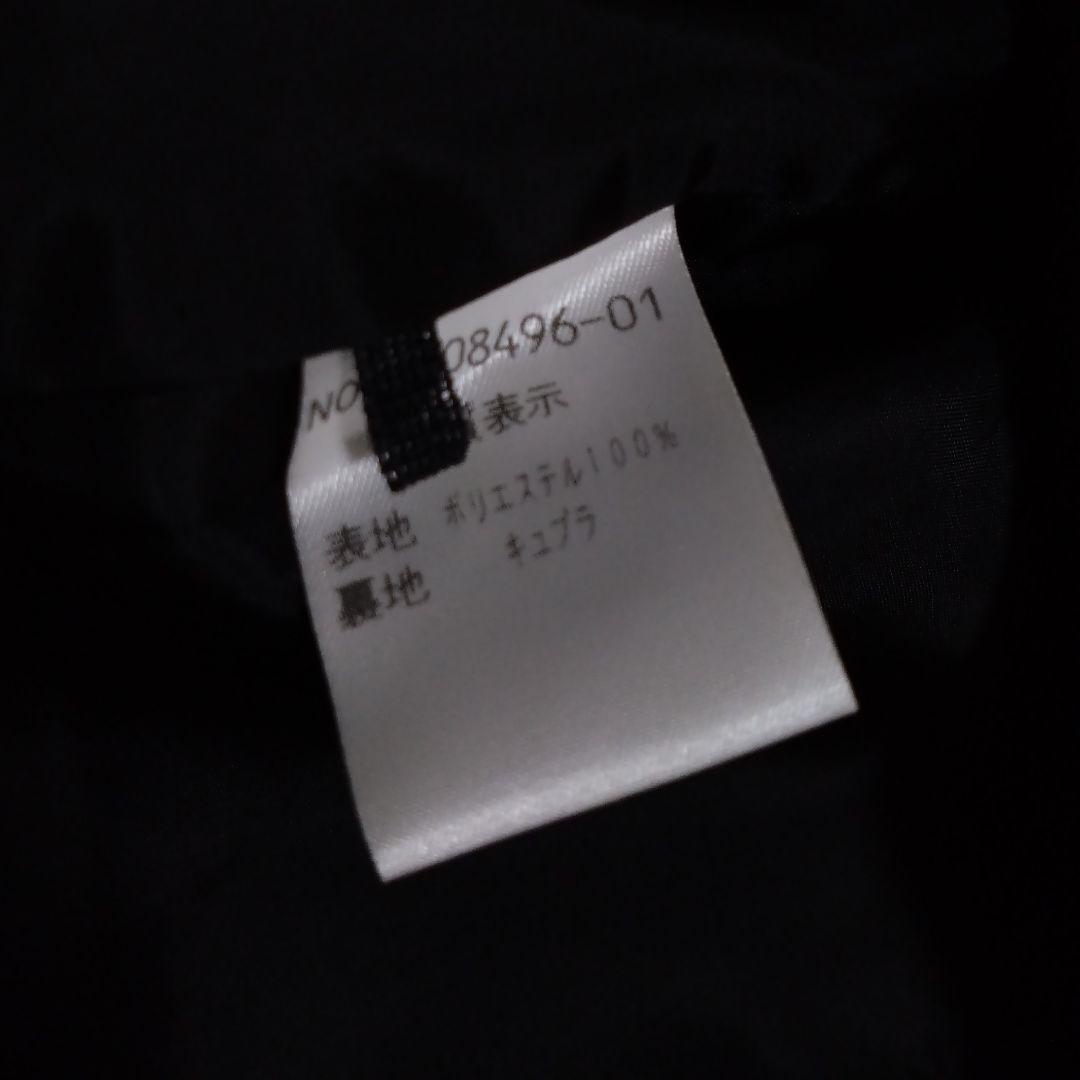 NO. 08496-01
表示
表地 ポリエステル100%
裏地 キュプラ